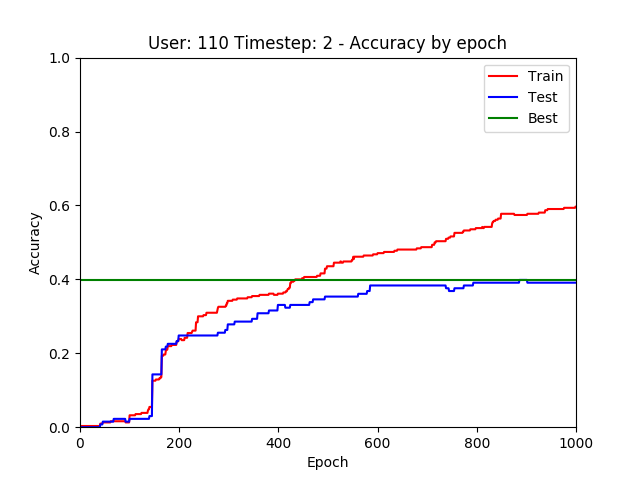 User: 110 Timestep: 2 - Accuracy by epoch
Train
Test
Best
Accuracy
1.0
0.8
0.6
0.4
0.2
0.0
0 200 400 600 800 1000
Epoch